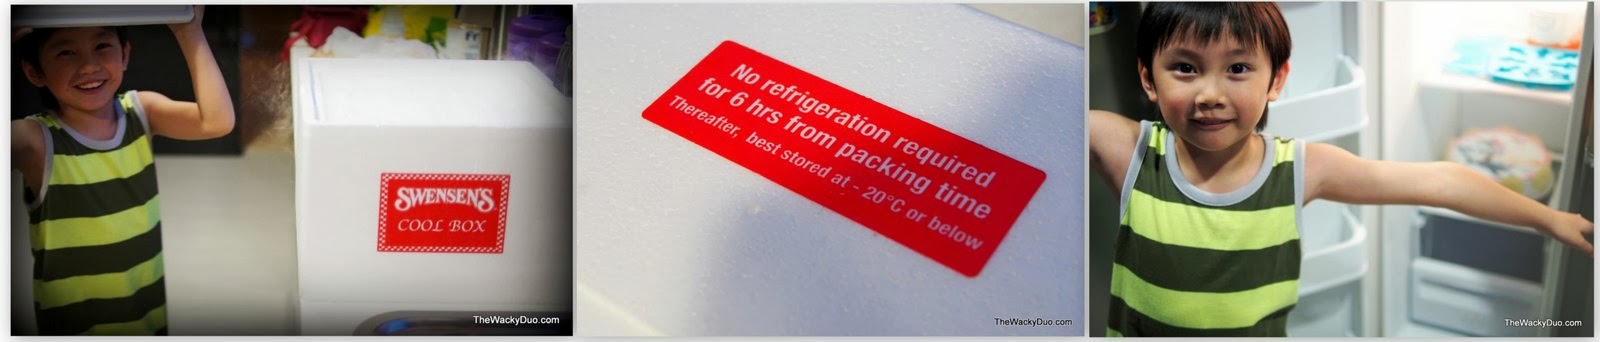 SWENSEN'S
COOL BOX
TheWackyDuo.com
No refrigeration required
for 6 hrs from packing time
Thereafter, best stored at - 20°C or below
TheWackyDuo.com
TheWackyDuo.com